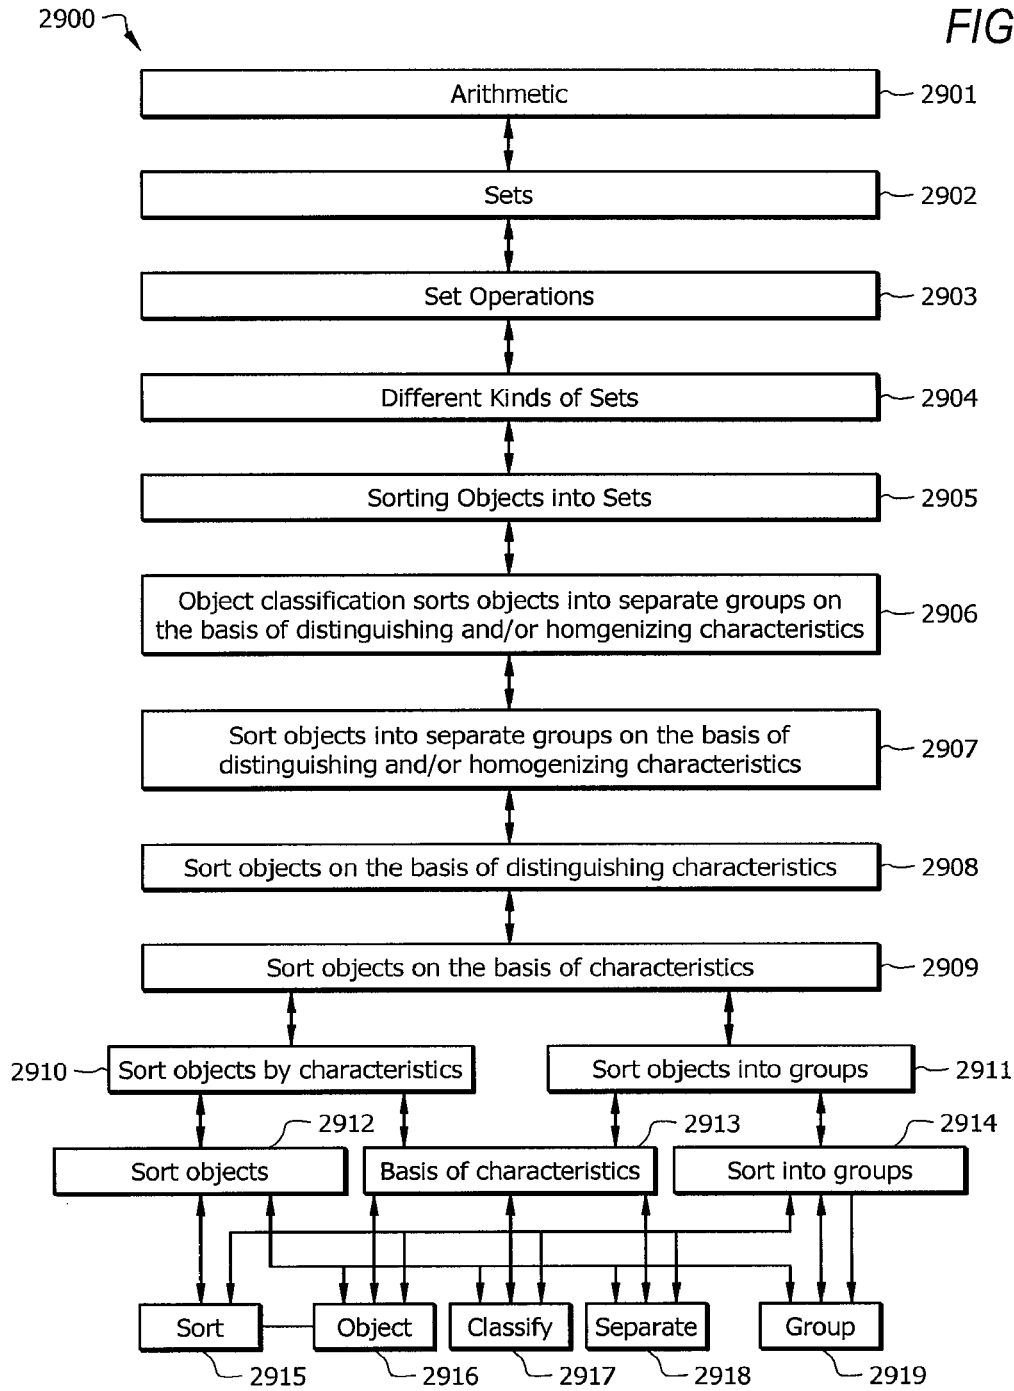 2900
FIG
Arithmetic
2901
Sets
2902
Set Operations
2903
Different Kinds of Sets
2904
Sorting Objects into Sets
2905
Object classification sorts objects into separate groups on
the basis of distinguishing and/or homgenizing characteristics
2906
Sort objects into separate groups on the basis of
distinguishing and/or homogenizing characteristics
2907
Sort objects on the basis of distinguishing characteristics
2908
Sort objects on the basis of characteristics
2909
2910
Sort objects by characteristics
Sort objects into groups
2911
2912
2913
2914
Sort objects
Basis of characteristics
Sort into groups
Sort
Object
Classify
Separate
Group
2915
2916
2917
2918
2919